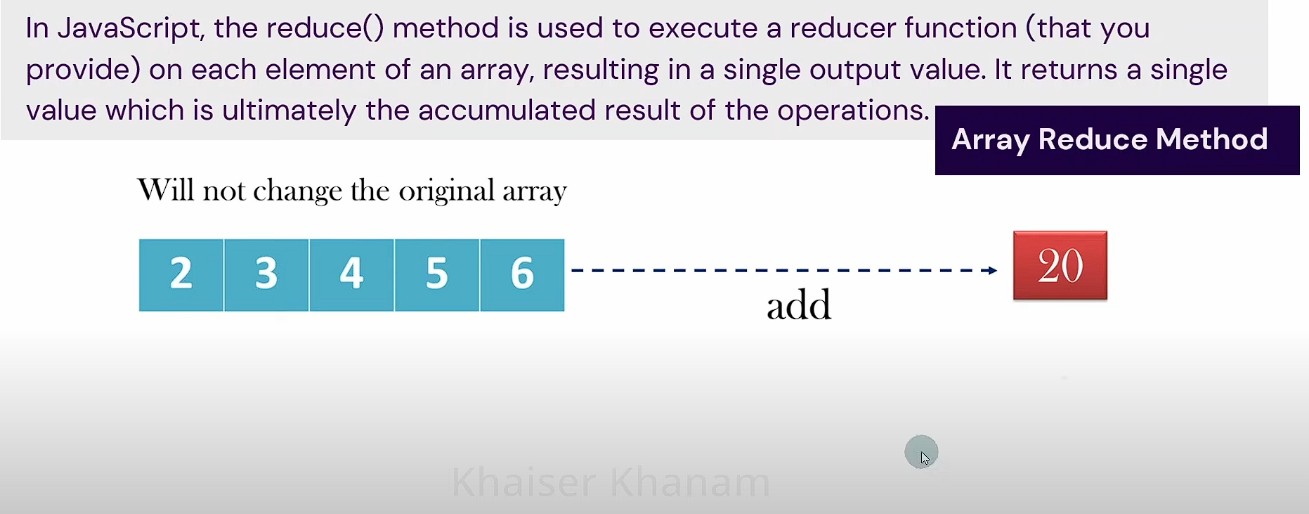 In JavaScript, the reduce() method is used to execute a reducer function (that you
provide) on each element of an array, resulting in a single output value. It returns a single
value which is ultimately the accumulated result of the operations.
Array Reduce Method
Will not change the original array
2 3 4 5 6
add
20
Khaiser Khanam